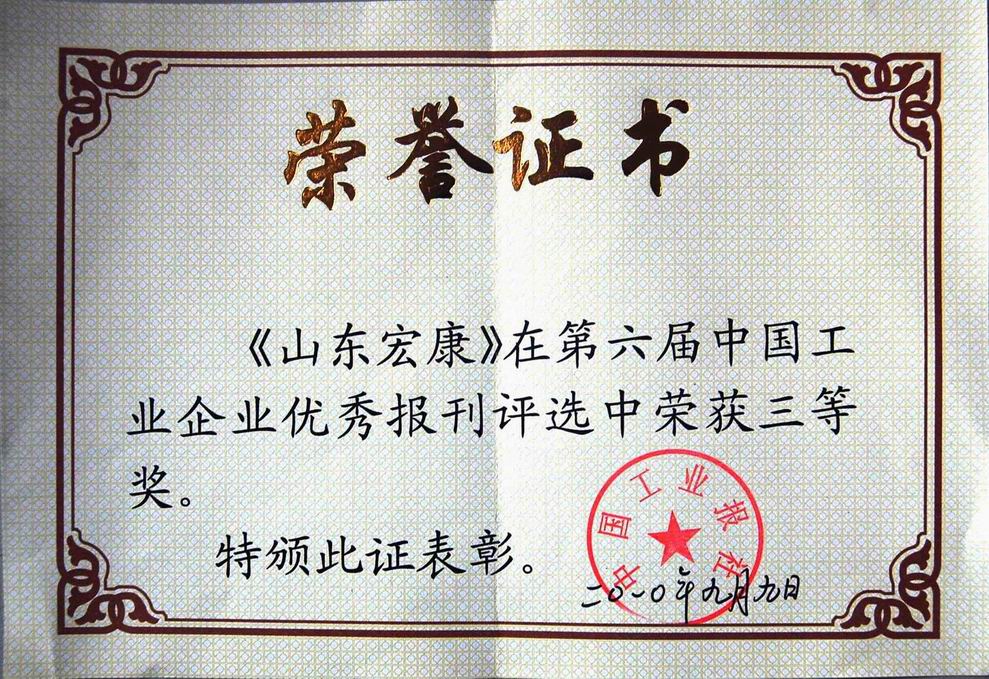 荣誉证书
《山东宏康》在第六届中国工
业企业优秀报刊评选中荣获三等
奖。
特颁此证表彰。
中国工业报社
二〇一〇年九月九日